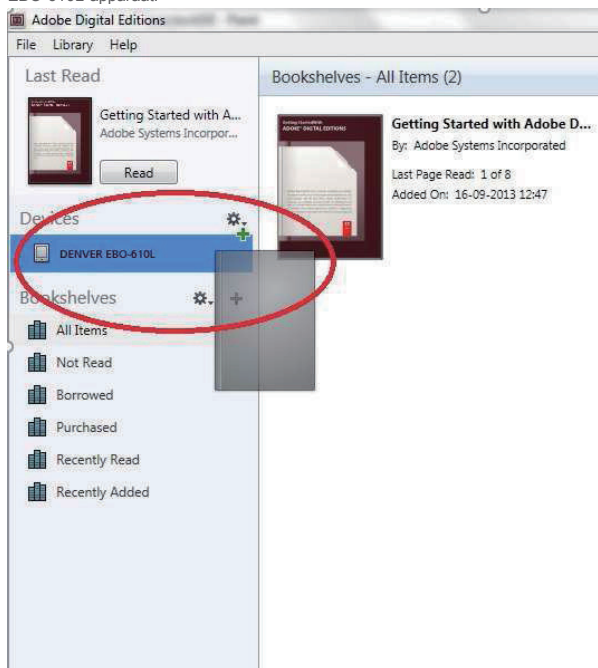 Adobe Digital Editions
File Library Help
Last Read
Getting Started with A...
Adobe Systems Incorpor...
Read
Devices
DENVER EBO-610L
Bookshelves
All Items
Not Read
Borrowed
Purchased
Recently Read
Recently Added
Bookshelves - All Items (2)
Getting Started with Adobe D...
By: Adobe Systems Incorporated
Last Page Read: 1 of 8
Added On: 16-09-2013 12:47